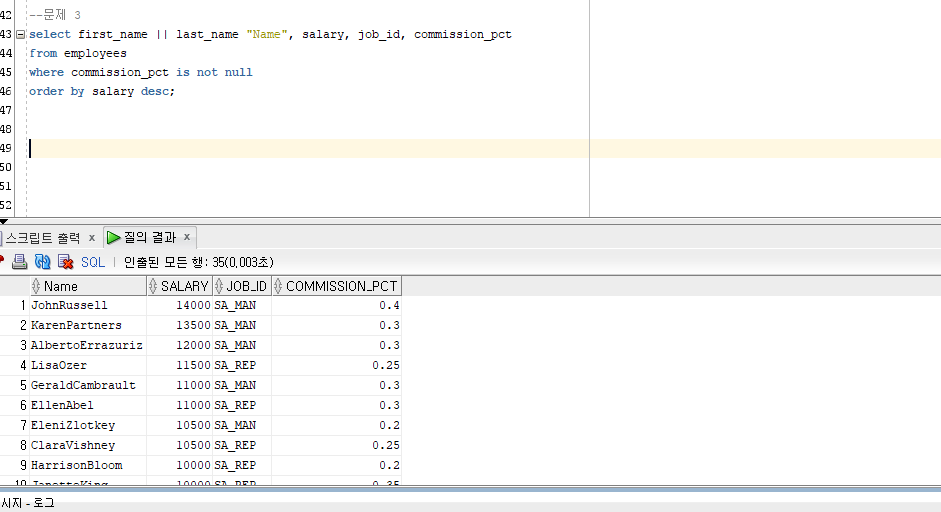 42 --문제 3
43 select first_name || last_name "Name", salary, job_id, commission_pct
44 from employees
45 where commission_pct is not null
46 order by salary desc;
47
48
49
50
51
52
스크립트 출력 x 질의 결과 x
SQL | 인출된 모든 행: 35(0,003초)
Name SALARY JOB_ID COMMISSION_PCT
1 JohnRussell 14000 SA_MAN 0.4
2 KarenPartners 13500 SA_MAN 0.3
3 AlbertoErrazuriz 12000 SA_MAN 0.3
4 LisaOzer 11500 SA_REP 0.25
5 GeraldCambrault 11000 SA_MAN 0.3
6 EllenAbel 11000 SA_REP 0.3
7 EleniZlotkey 10500 SA_MAN 0.2
8 ClaraVishney 10500 SA_REP 0.25
9 HarrisonBloom 10000 SA_REP 0.2
10 JanetteKing 10000 SA_REP 0.35
시지 - 로그